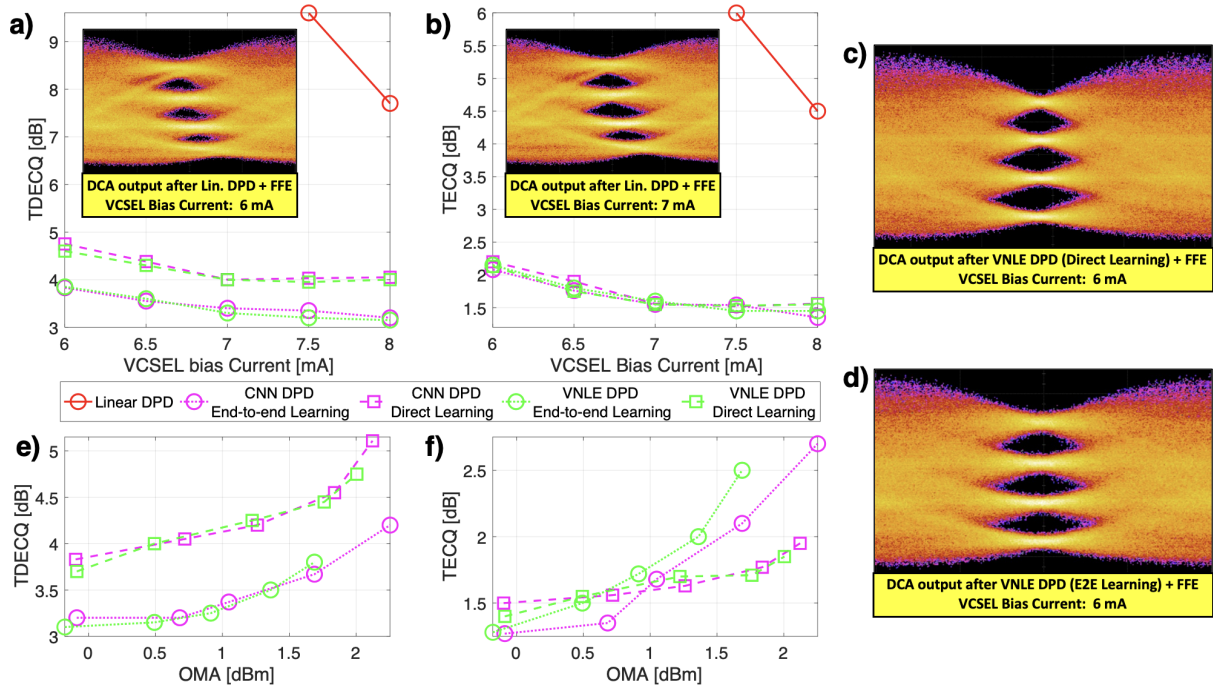 a)
9
8
7
6
5
4
3
TDECQ [dB]
DCA output after Lin. DPD + FFE
VCSEL Bias Current: 6 mA
6 6.5 7 7.5 8
VCSEL bias Current [mA]
b)
6
5.5
5
4.5
4
3.5
3
2.5
2
1.5
TECQ [dB]
DCA output after Lin. DPD + FFE
VCSEL Bias Current: 7 mA
6 6.5 7 7.5 8
VCSEL Bias Current [mA]
c)
DCA output after VNLE DPD (Direct Learning) + FFE
VCSEL Bias Current: 6 mA
Linear DPD
CNN DPD
End-to-end Learning
CNN DPD
Direct Learning
VNLE DPD
End-to-end Learning
VNLE DPD
Direct Learning
d)
DCA output after VNLE DPD (E2E Learning) + FFE
VCSEL Bias Current: 6 mA
e)
5
4.5
4
3.5
3
TDECQ [dB]
0 0.5 1 1.5 2
OMA [dBm]
f)
2.5
2
1.5
1
TECQ [dB]
0 0.5 1 1.5 2
OMA [dBm]